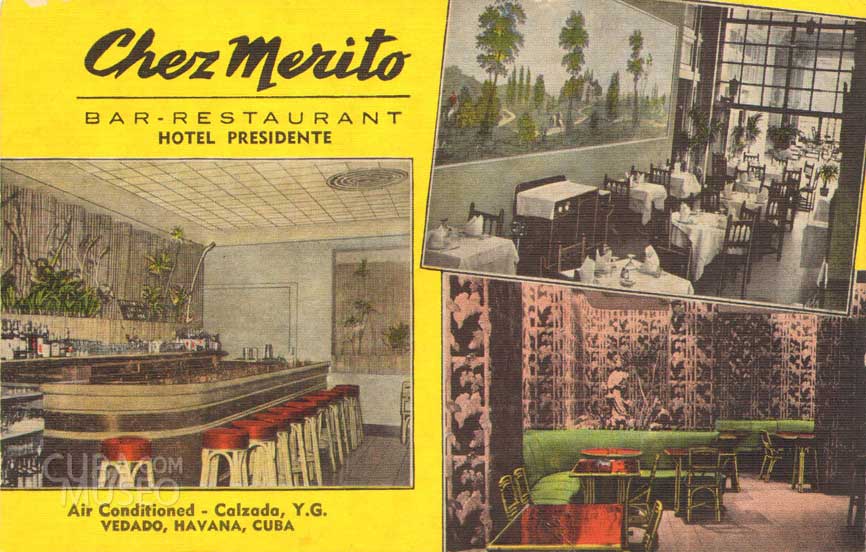 Chez Merito
BAR-RESTAURANT
HOTEL PRESIDENTE
CUBA.COM
MUSEO
Air Conditioned - Calzada, Y.G.
VEDADO, HAVANA, CUBA